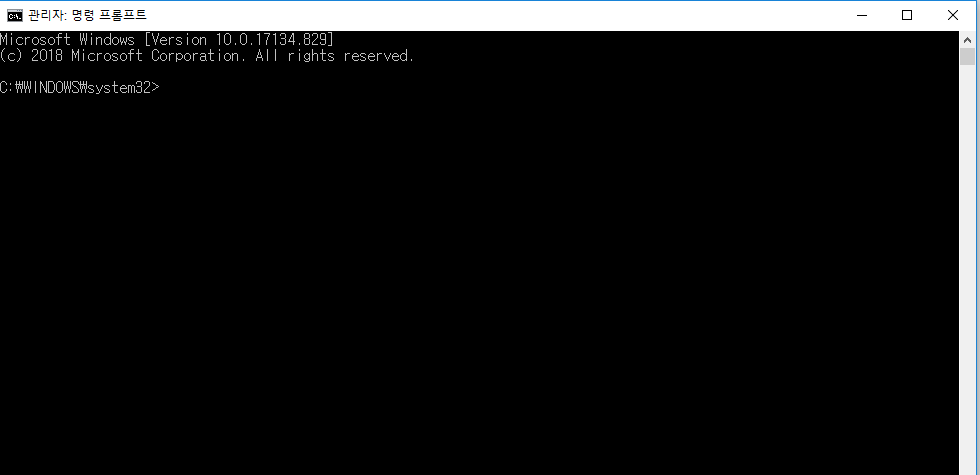 관리자: 명령 프롬프트
Microsoft Windows [Version 10.0.17134.829]
(c) 2018 Microsoft Corporation. All rights reserved.
C:₩WINDOWS₩system32>